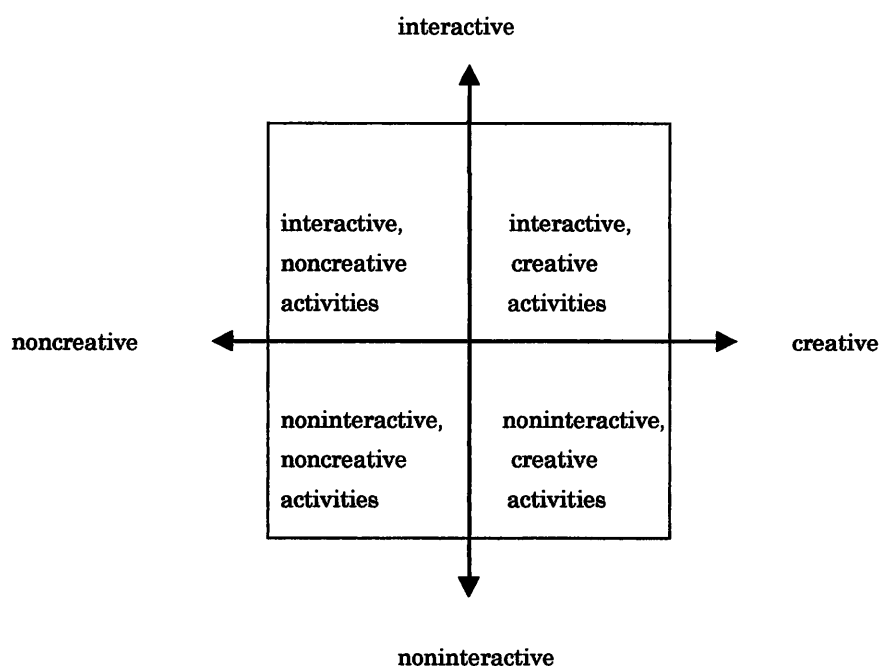 interactive
interactive,
noncreative
activities
interactive,
creative
activities
noncreative
creative
noninteractive,
noncreative
activities
noninteractive,
creative
activities
noninteractive